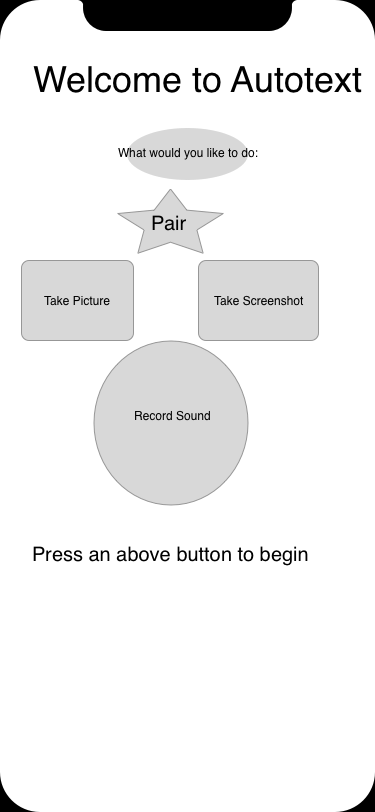 Welcome to Autotext
What would you like to do:
Pair
Take Picture
Take Screenshot
Record Sound
Press an above button to begin